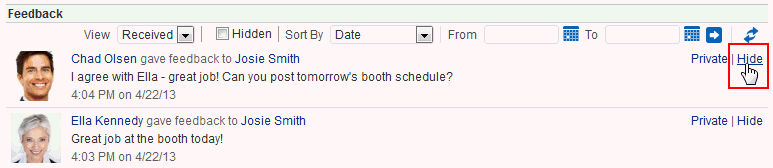 Feedback
View Received Hidden Sort By Date From To
Chad Olsen gave feedback to Josie Smith Private | Hide
I agree with Ella - great job! Can you post tomorrow's booth schedule?
4:04 PM on 4/22/13
Ella Kennedy gave feedback to Josie Smith Private | Hide
Great job at the booth today!
4:03 PM on 4/22/13